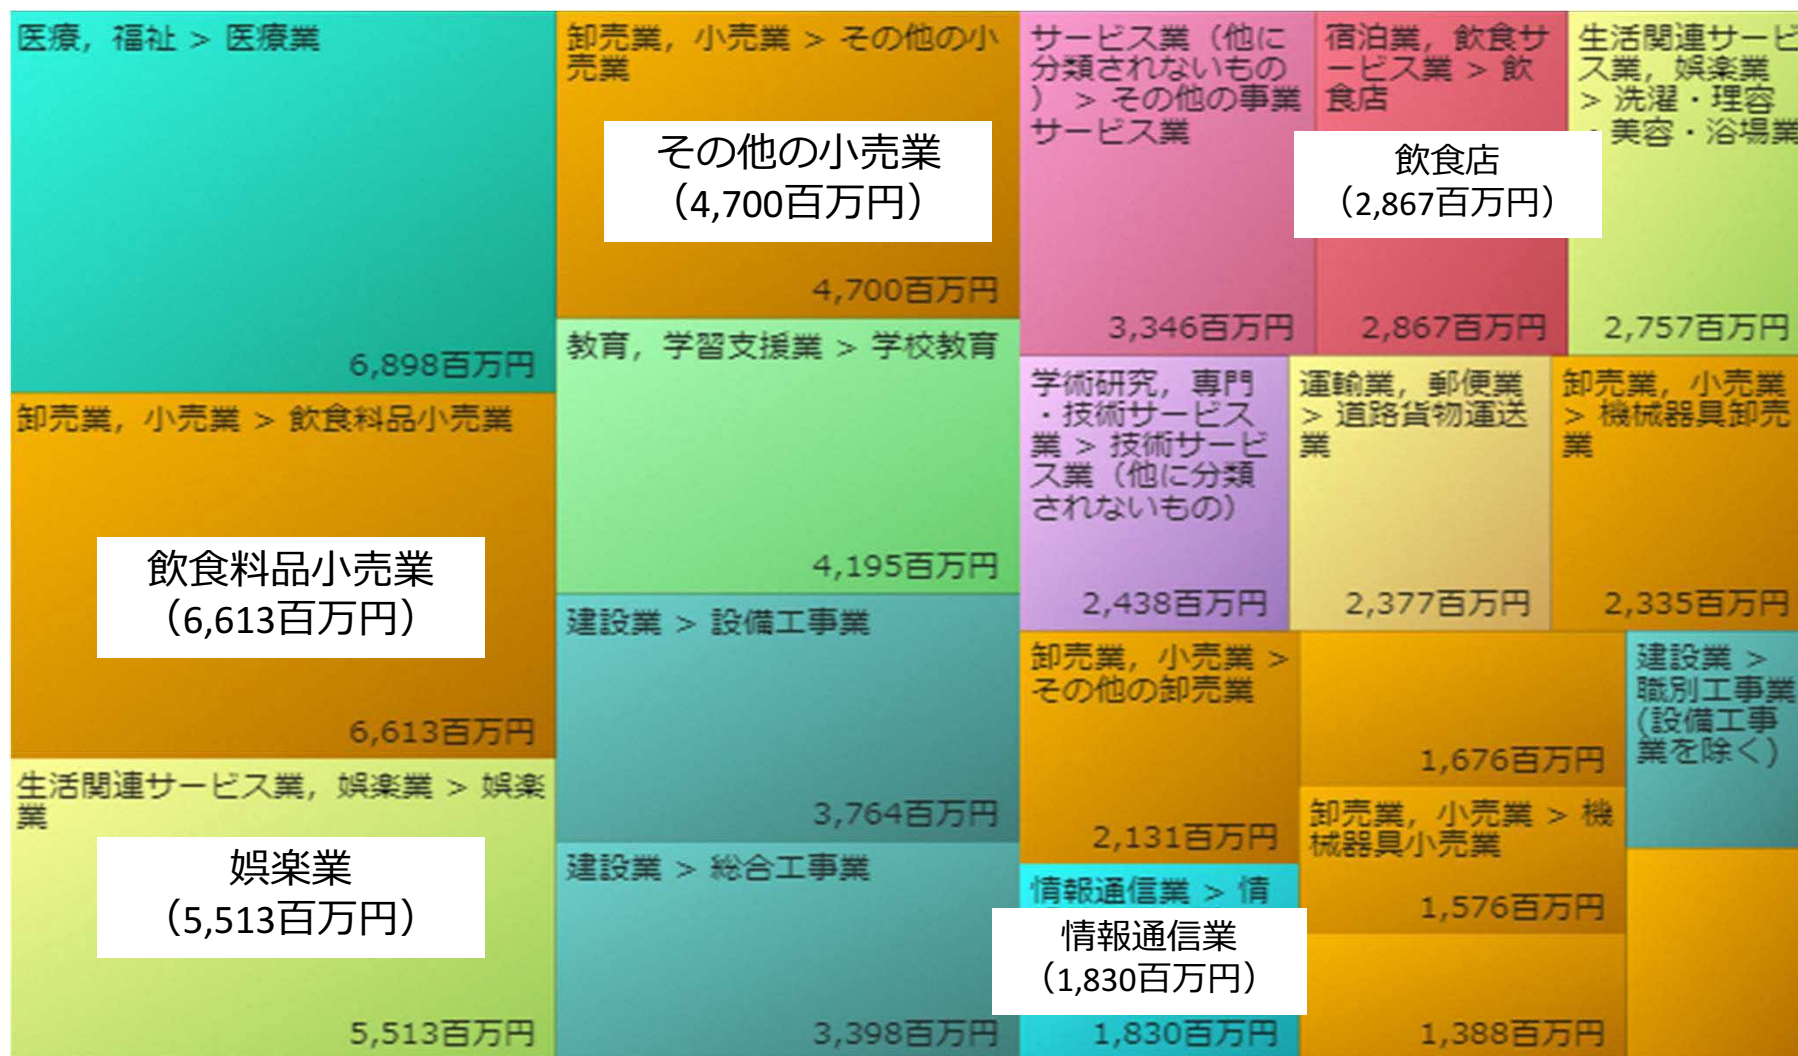 医療，福祉 > 医療業
6,898百万円
卸売業，小売業 > 飲食料品小売業
飲食料品小売業
（6,613百万円）
6,613百万円
生活関連サービス業，娯楽業 > 娯楽
業
娯楽業
（5,513百万円）
5,513百万円
卸売業，小売業 > その他の小
売業
その他の小売業
（4,700百万円）
4,700百万円
教育，学習支援業 > 学校教育
4,195百万円
建設業 > 設備工事業
3,764百万円
建設業 > 総合工事業
3,398百万円
サービス業（他に
分類されないもの
） > その他の事業
サービス業
3,346百万円
宿泊業，飲食サ
ービス業 > 飲
食店
飲食店
（2,867百万円）
2,867百万円
生活関連サービ
ス業，娯楽業
> 洗濯・理容
・美容・浴場業
2,757百万円
学術研究，専門
・技術サービス
業 > 技術サービ
ス業（他に分類
されないもの）
2,438百万円
運輸業，郵便業
> 道路貨物運送
業
2,377百万円
卸売業，小売業
> 機械器具卸売
業
2,335百万円
卸売業，小売業 >
その他の卸売業
2,131百万円
1,676百万円
建設業 >
職別工事業
(設備工事
業を除く)
卸売業，小売業 > 機
械器具小売業
1,576百万円
情報通信業 > 情
情報通信業
（1,830百万円）
1,830百万円
1,388百万円